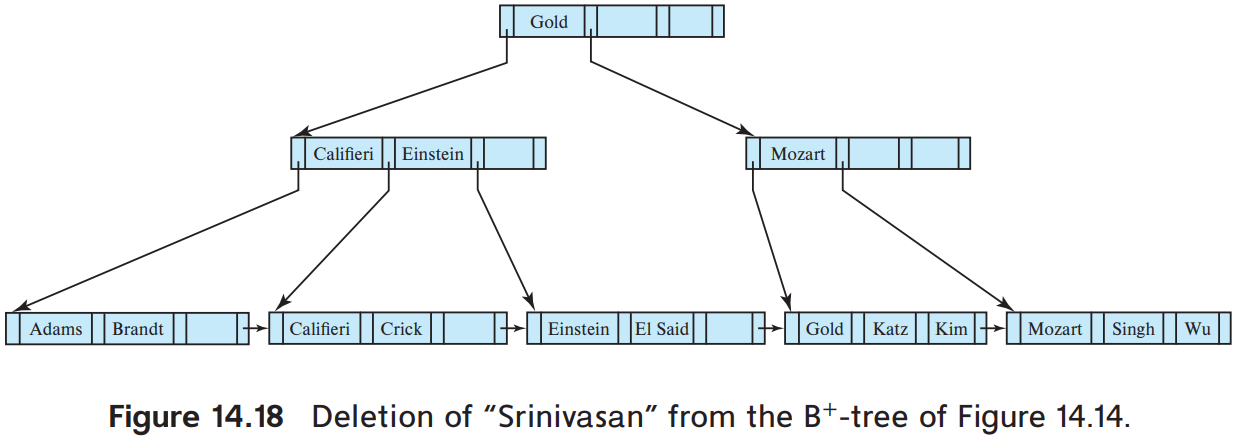 Gold
Califieri Einstein
Mozart
Adams Brandt
Califieri Crick
Einstein El Said
Gold Katz Kim
Mozart Singh Wu
Figure 14.18 Deletion of “Srinivasan” from the B+-tree of Figure 14.14.